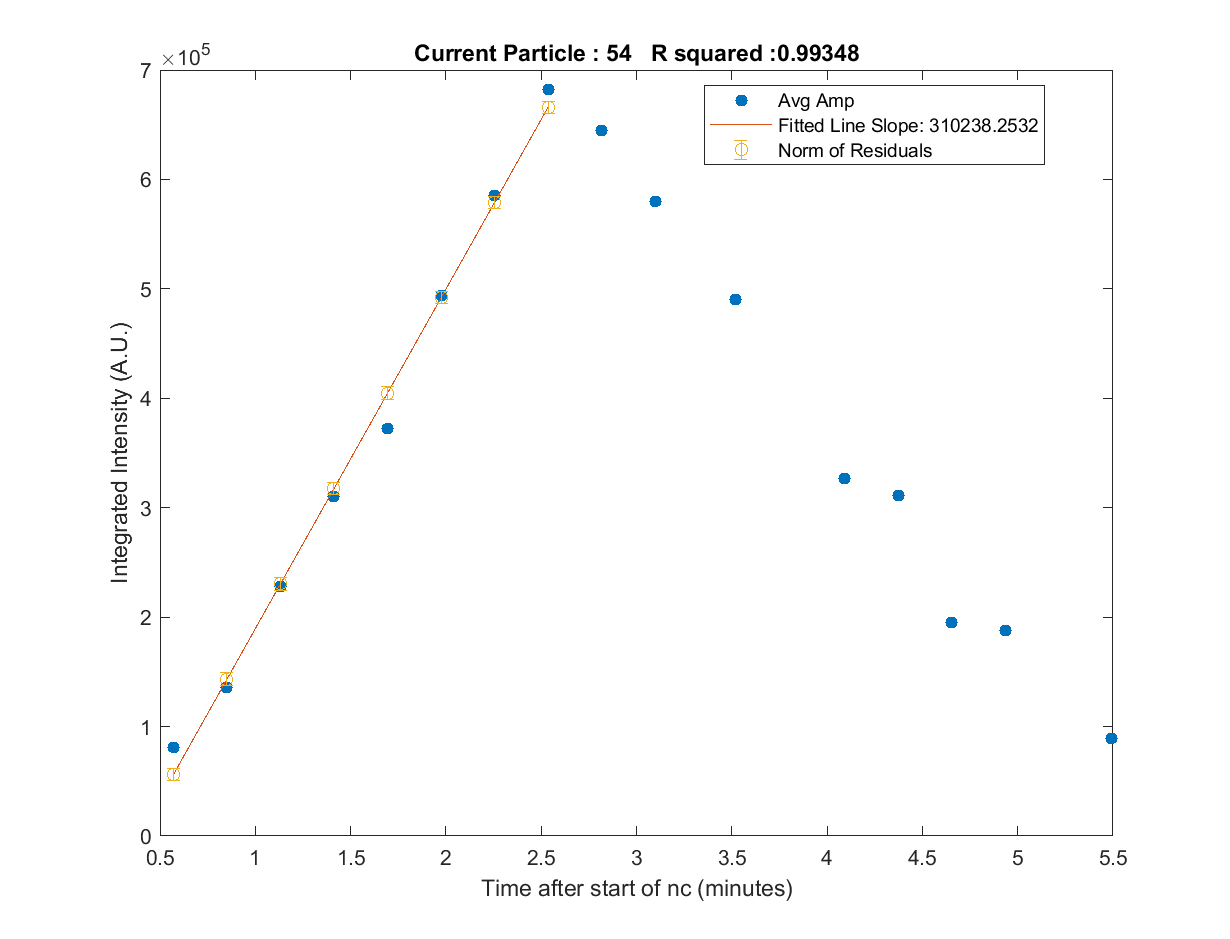 Current Particle : 54 R squared :0.99348
×10^5
7
6
5
4
3
2
1
0
Integrated Intensity (A.U.)
Avg Amp
Fitted Line Slope: 310238.2532
Norm of Residuals
0.5 1 1.5 2 2.5 3 3.5 4 4.5 5 5.5
Time after start of nc (minutes)